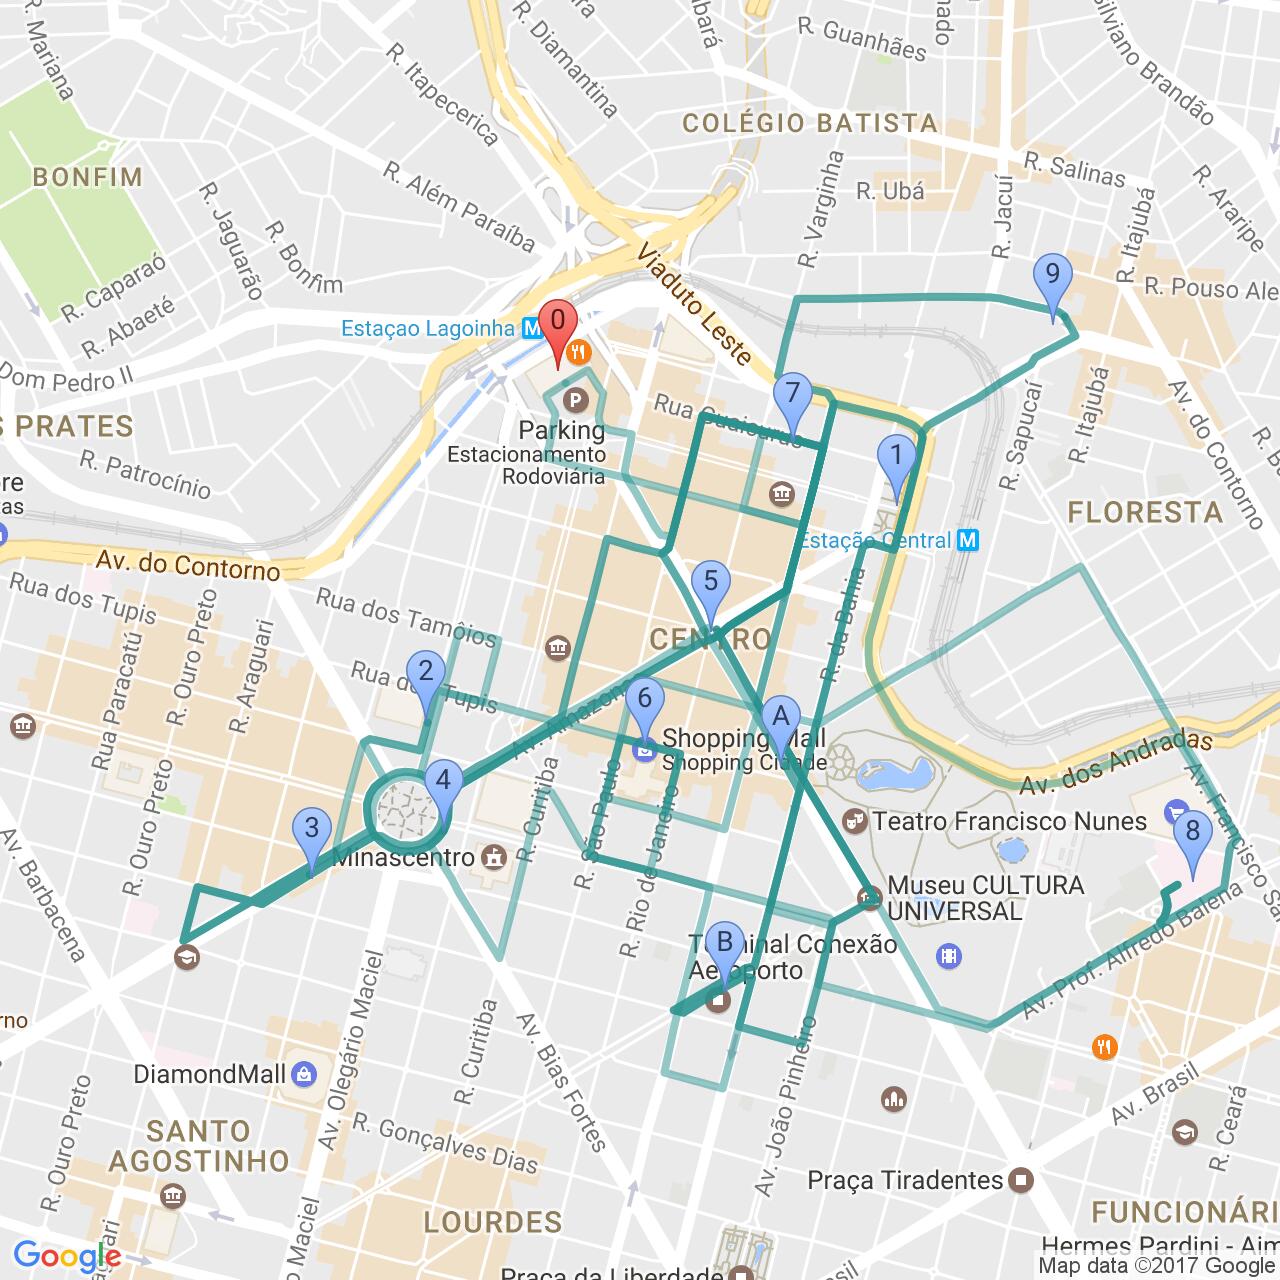 R. Mariana
R. Itapecerica
R. Diamantina
R. Guanhães
Silviano Brandão
COLÉGIO BATISTA
R. Salinas
R. Ubá
R. Varginha
R. Jacuí
R. Itajubá
R. Araripe
R. Pouso Ale
BONFIM
R. Além Paraíba
R. Jaguarão
R. Bonfim
R. Caparaó
R. Abaeté
Viaduto Leste
9
0
Estaçao Lagoinha
M
Dom Pedro II
S PRATES
R. Patrocínio
P
Parking
Estacionamento
Rodoviária
Rua Guaicurus
7
1
R. Sapucaí
R. Itajubá
Av. do Contorno
FLORESTA
Estação Central
M
Av. do Contorno
Rua dos Tupis
Rua dos Tamôios
Rua dos Tupis
R. Ouro Preto
Rua Paracatú
R. Araguari
5
CENTRO
R. da Bahia
2
6
A
Shopping Mall
Shopping Cidade
Av. Amazonas
Av. dos Andradas
Av. Francisco Sa
4
3
Minascentro
R. Curitiba
R. São Paulo
R. Rio de Janeiro
Teatro Francisco Nunes
8
Museu CULTURA
UNIVERSAL
R. Ouro Preto
Av. Barbacena
B
Terminal Conexão
Aeroporto
Av. Prof. Alfredo Balena
orno
R. Curitiba
Av. Olegário Maciel
Av. Bias Fortes
Av. João Pinheiro
DiamondMall
Av. Brasil
R. Ceará
R. Ouro Preto
SANTO
AGOSTINHO
R. Gonçalves Dias
Praça Tiradentes
LOURDES
FUNCIONÁRI
Hermes Pardini - Aim
Google
Praça da Liberdade
Map data ©2017 Google